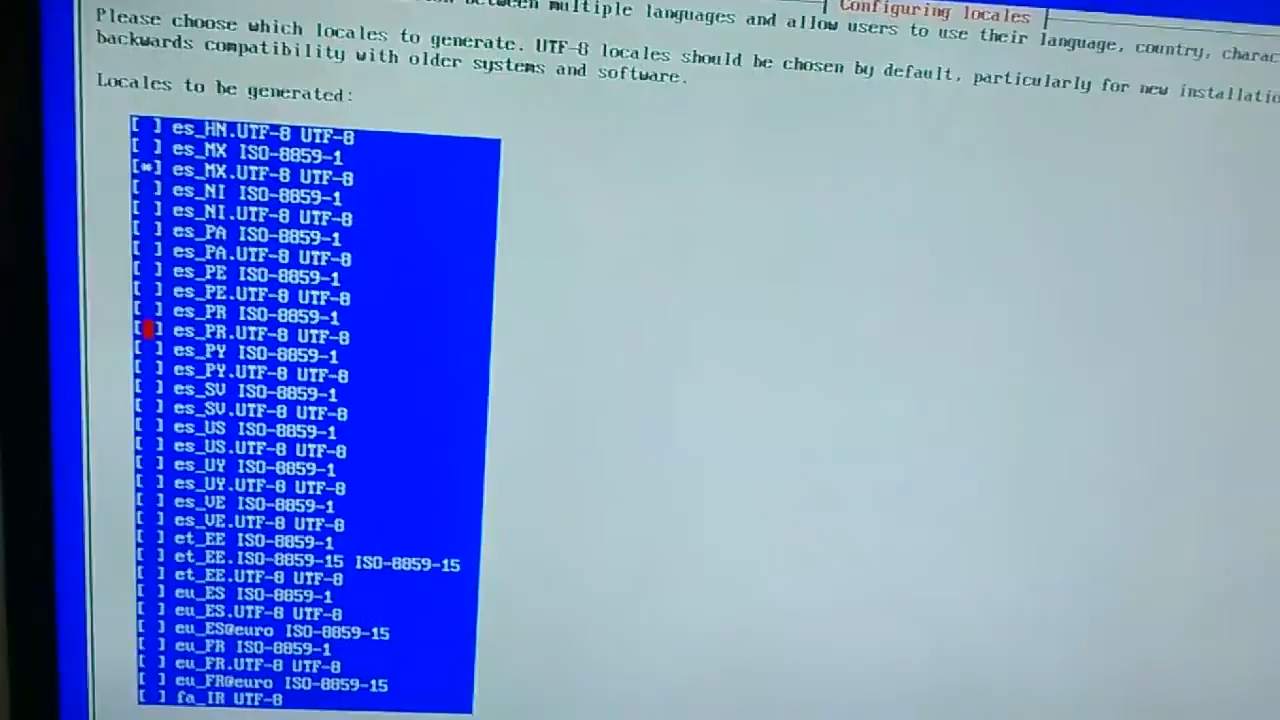 Configuring locales
between multiple languages and allow users to use their language, country, charac
Please choose which locales to generate. UTF-8 locales should be chosen by default, particularly for new installatio
backwards compatibility with older systems and software.
Locales to be generated:
[ ] es_HN.UTF-8 UTF-8
[ ] es_MX ISO-8859-1
[*] es_MX.UTF-8 UTF-8
[ ] es_NI ISO-8859-1
[ ] es_NI.UTF-8 UTF-8
[ ] es_PA ISO-8859-1
[ ] es_PA.UTF-8 UTF-8
[ ] es_PE ISO-8859-1
[ ] es_PE.UTF-8 UTF-8
[ ] es_PR ISO-8859-1
[ ] es_PR.UTF-8 UTF-8
[ ] es_PY ISO-8859-1
[ ] es_PY.UTF-8 UTF-8
[ ] es_SV ISO-8859-1
[ ] es_SV.UTF-8 UTF-8
[ ] es_US ISO-8859-1
[ ] es_US.UTF-8 UTF-8
[ ] es_UY ISO-8859-1
[ ] es_UY.UTF-8 UTF-8
[ ] es_VE ISO-8859-1
[ ] es_VE.UTF-8 UTF-8
[ ] et_EE ISO-8859-1
[ ] et_EE.ISO-8859-15 ISO-8859-15
[ ] et_EE.UTF-8 UTF-8
[ ] eu_ES ISO-8859-1
[ ] eu_ES.UTF-8 UTF-8
[ ] eu_ES@euro ISO-8859-15
[ ] eu_FR ISO-8859-1
[ ] eu_FR.UTF-8 UTF-8
[ ] eu_FR@euro ISO-8859-15
[ ] fa_IR UTF-8